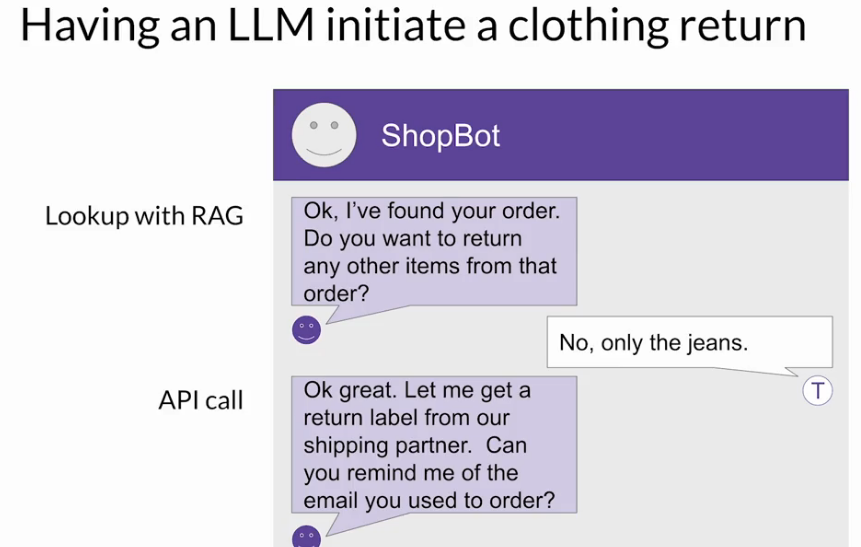 Having an LLM initiate a clothing return
ShopBot
Lookup with RAG
Ok, I've found your order.
Do you want to return
any other items from that
order?
No, only the jeans.
T
API call
Ok great. Let me get a
return label from our
shipping partner.  Can
you remind me of the
email you used to order?